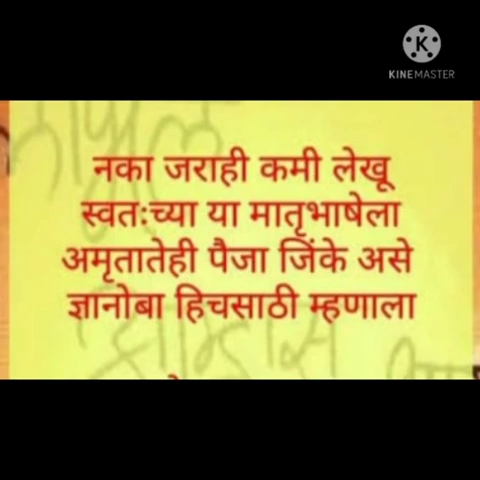 KINEMASTER
नका जराही कमी लेखू
स्वतःच्या या मातृभाषेला
अमृतातेही पैजा जिंके असे
ज्ञानोबा हिचसाठी म्हणाला